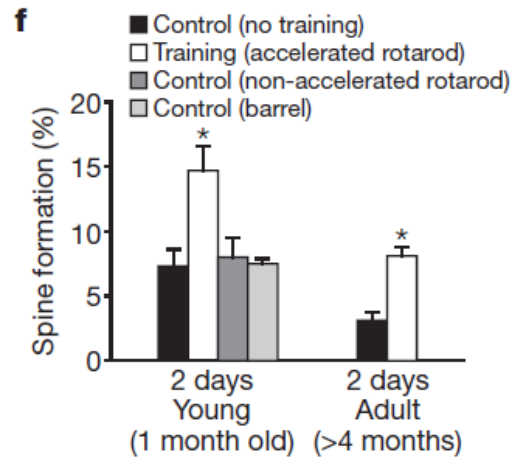 f
Control (no training)
Training (accelerated rotarod)
Control (non-accelerated rotarod)
Control (barrel)
Spine formation (%)
20
15
10
5
0
*
*
2 days
Young
(1 month old)
2 days
Adult
(>4 months)